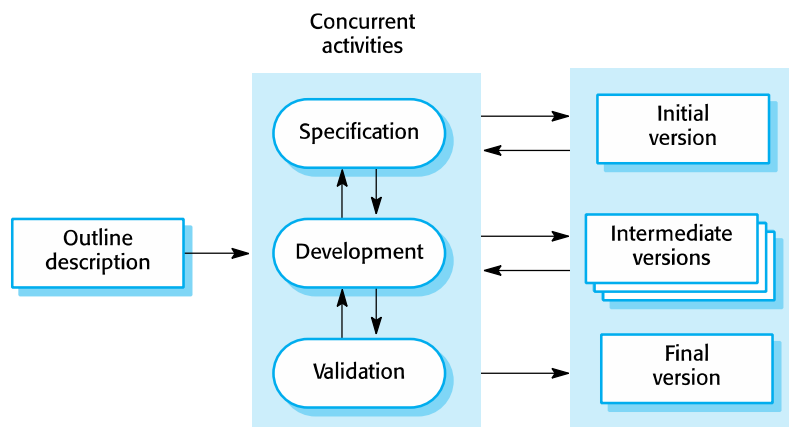 Concurrent
activities
Specification
Initial
version
Outline
description
Development
Intermediate
versions
Validation
Final
version